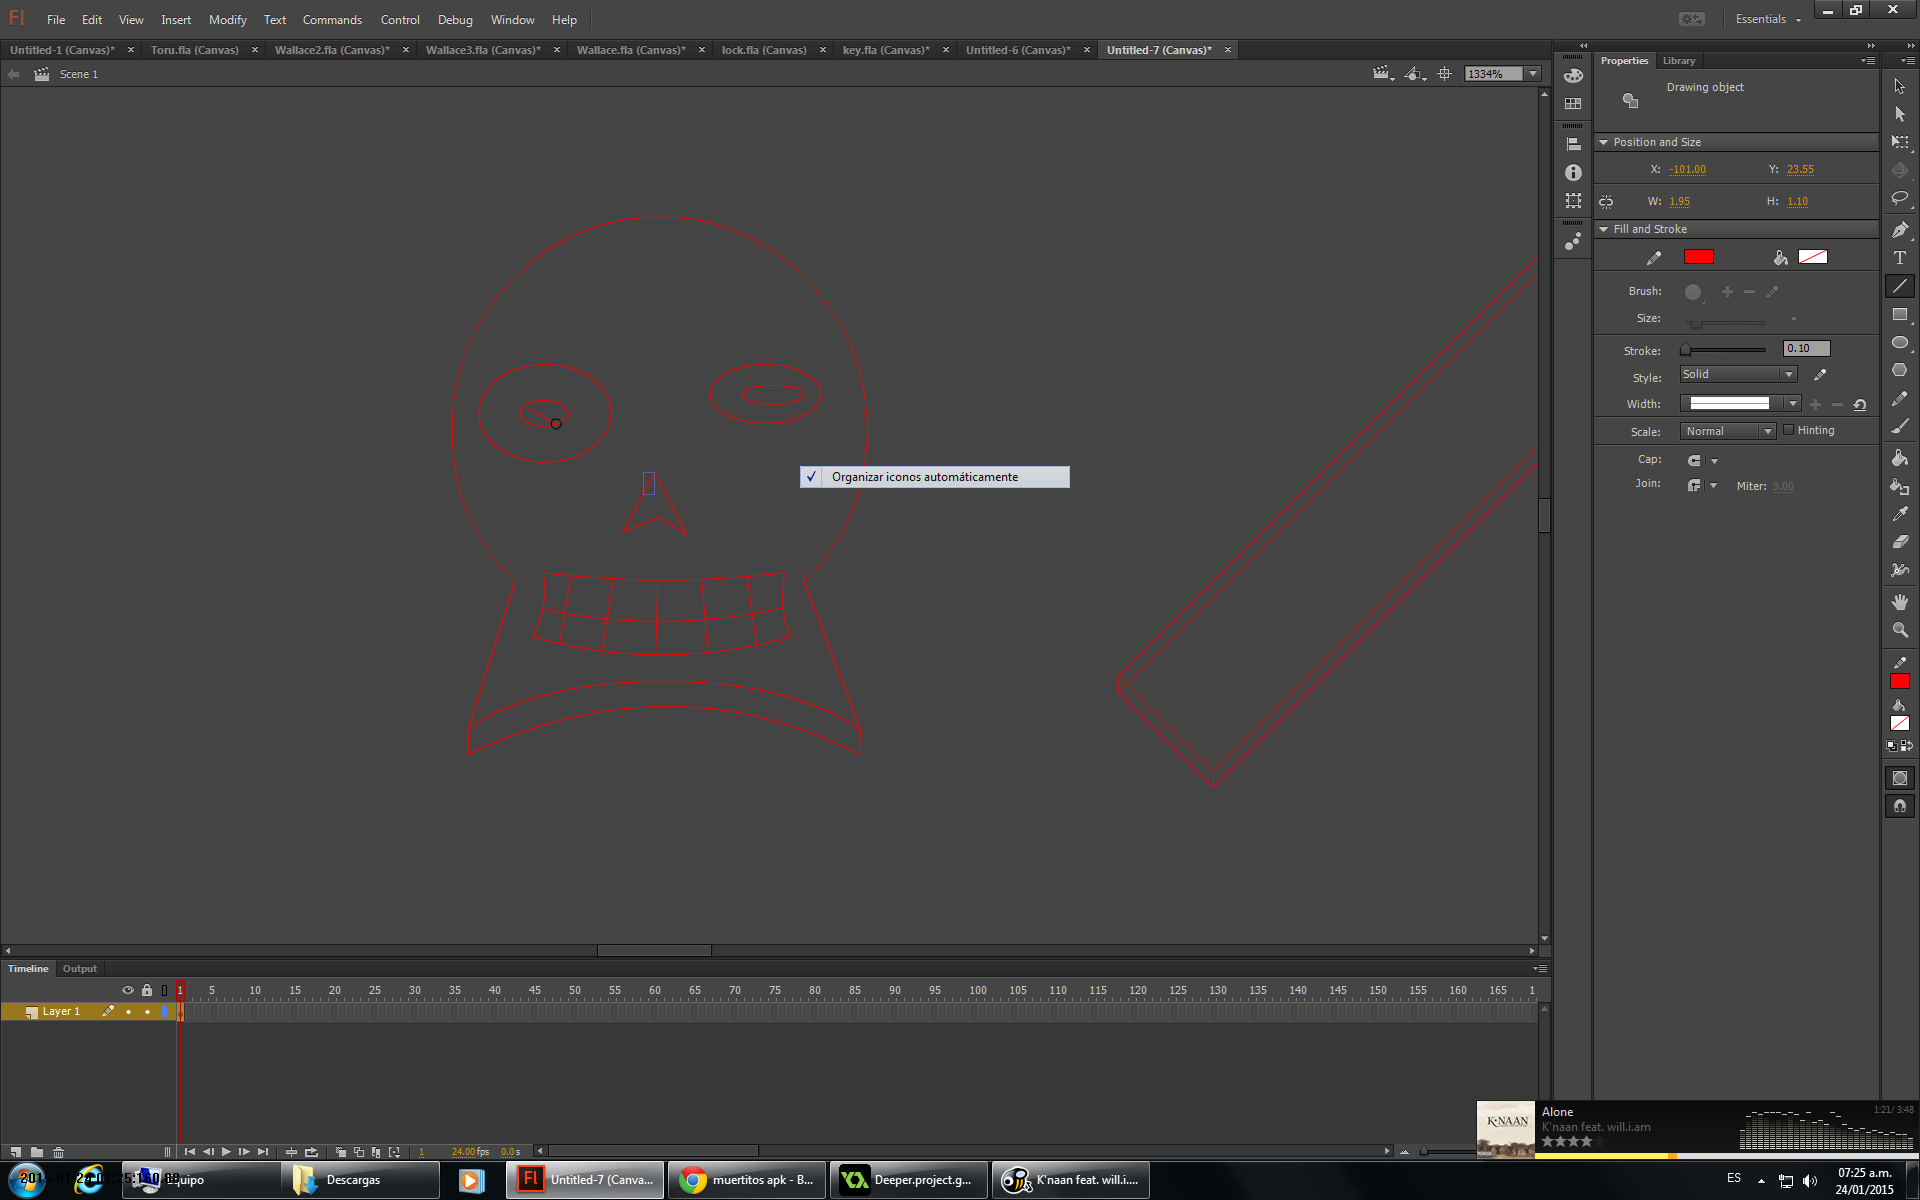 Fl File Edit View Insert Modify Text Commands Control Debug Window Help Essentials
Untitled-1 (Canvas)* Toru.fla (Canvas) Wallace2.fla (Canvas)* Wallace3.fla (Canvas)* Wallace.fla (Canvas)* lock.fla (Canvas) key.fla (Canvas)* Untitled-6 (Canvas)* Untitled-7 (Canvas)*
Scene 1 1334%
Properties Library
Drawing object
Position and Size
X: -101.00 Y: 23.55
W: 1.95 H: 1.10
Fill and Stroke
Brush:
Size:
Stroke: 0.10
Style: Solid
Width:
Scale: Normal Hinting
Cap:
Join: Miter: 3.00
Organizar iconos automáticamente
Timeline Output
1 5 10 15 20 25 30 35 40 45 50 55 60 65 70 75 80 85 90 95 100 105 110 115 120 125 130 135 140 145 150 155 160 165 1
Layer 1
1 24.00 fps 0.0 s
K'NAAN
Alone 1:21/ 3:48
K'naan feat. will.i.am
Equipo Descargas Fl Untitled-7 (Canva... muertitos apk - B... Deeper.project.g... K'naan feat. will.i....
ES 07:25 a.m.
24/01/2015